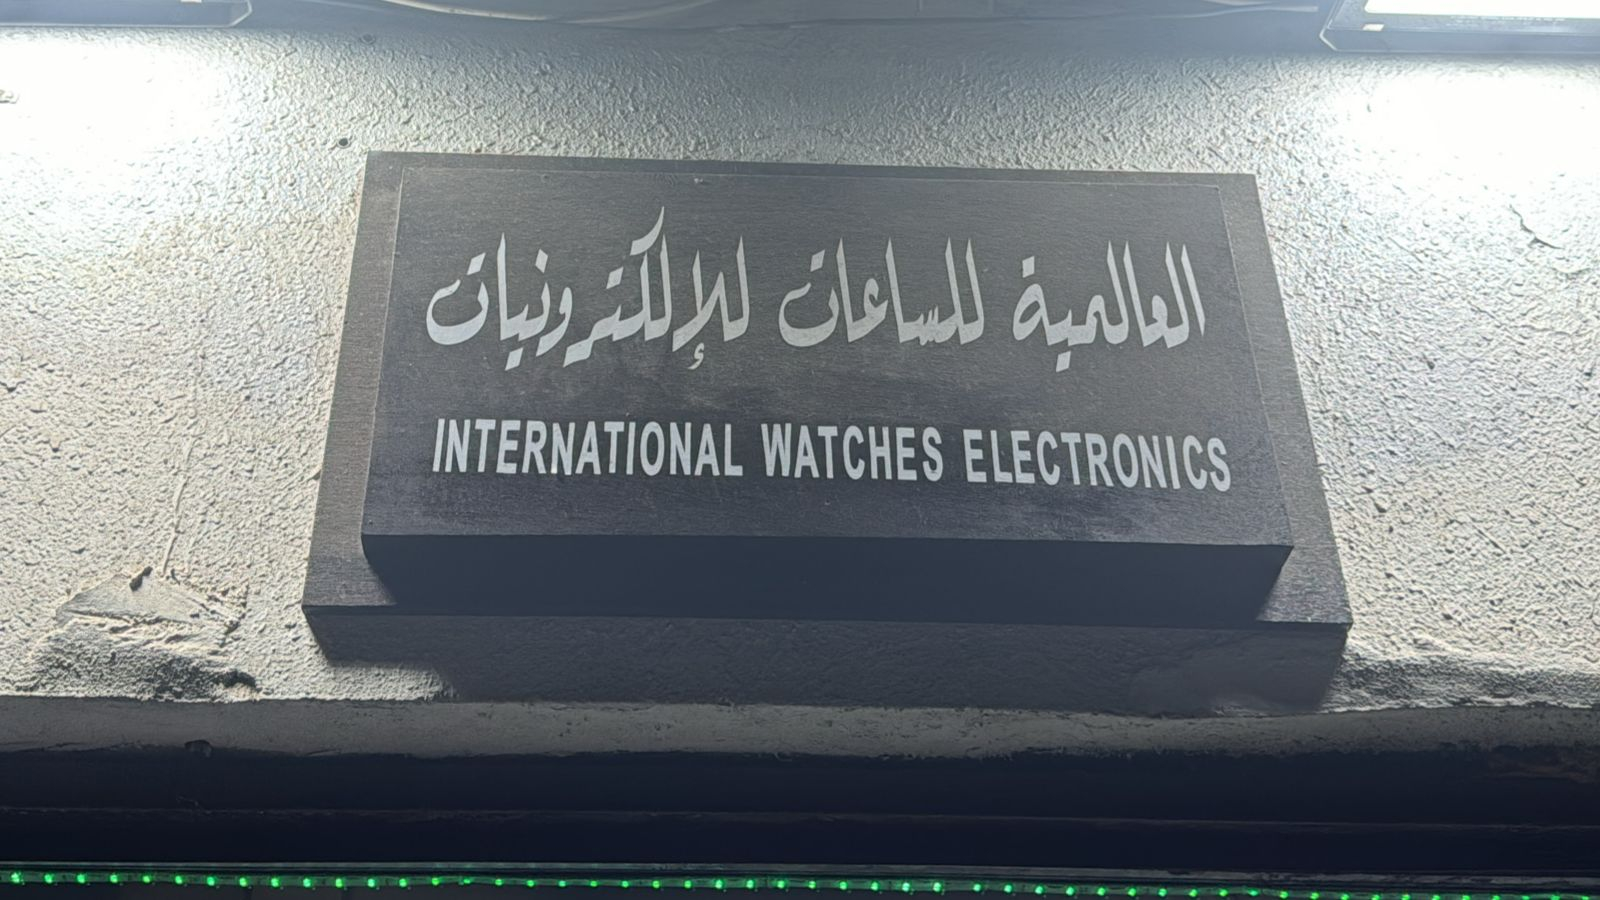 العالمية للساعات للإلكترونيات
INTERNATIONAL WATCHES ELECTRONICS